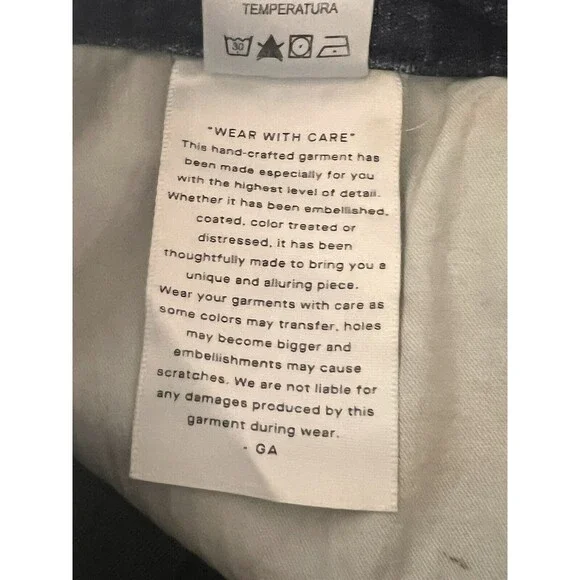 TEMPERATURA
30
"WEAR WITH CARE"
This hand-crafted garment has
been made especially for you
with the highest level of detail.
Whether it has been embellished,
coated, color treated or
distressed, it has been
thoughtfully made to bring you a
unique and alluring piece.
Wear your garments with care as
some colors may transfer, holes
may become bigger and
embellishments may cause
scratches. We are not liable for
any damages produced by this
garment during wear.
- GA